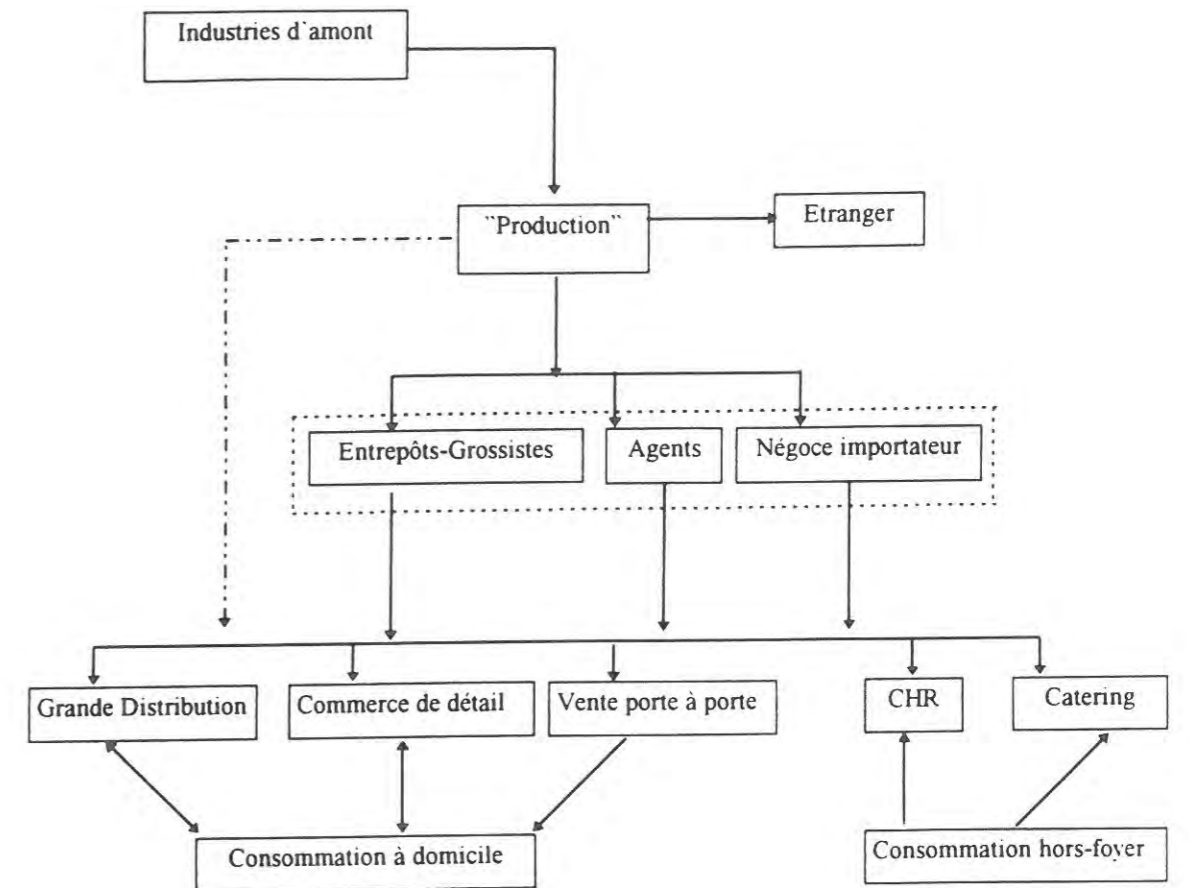 Industries d`amont
``Production``
Etranger
Entrepôts-Grossistes
Agents
Négoce importateur
Grande Distribution
Commerce de détail
Vente porte à porte
CHR
Catering
Consommation à domicile
Consommation hors-foyer